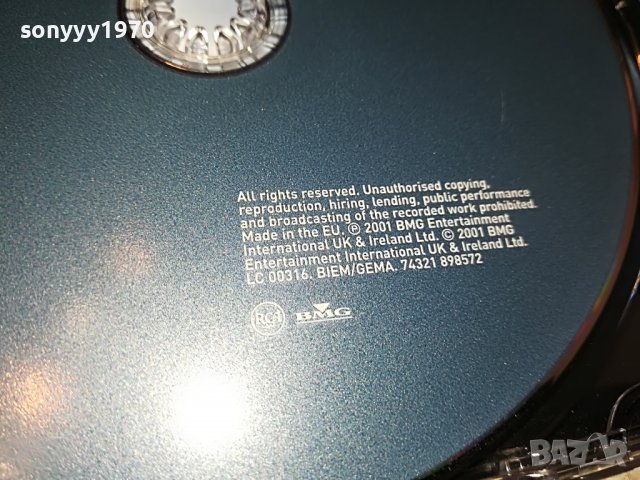 sonyyy1970
All rights reserved. Unauthorised copying,
reproduction, hiring, lending, public performance
and broadcasting of the recorded work prohibited.
Made in the EU. ℗ 2001 BMG Entertainment
International UK & Ireland Ltd. © 2001 BMG
Entertainment International UK & Ireland Ltd.
LC 00316. BIEM/GEMA. 74321 898572
RCA BMG
BAZAR